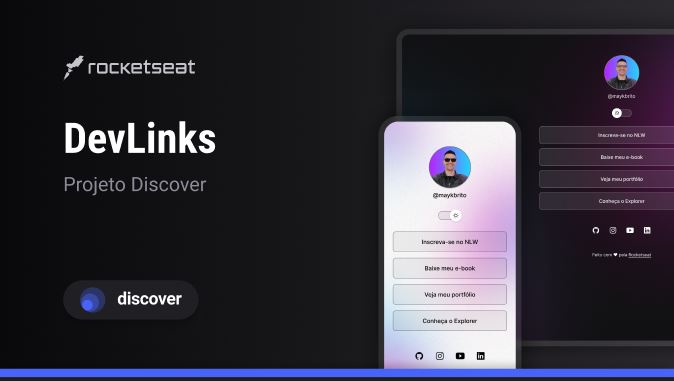 rocketseat
DevLinks
Projeto Discover
discover
@maykbrito
Inscreva-se no NLW
Baixe meu e-book
Veja meu portfólio
Conheça o Explorer
@maykbrito
Inscreva-se no NLW
Baixe meu e-book
Veja meu portfólio
Conheça o Explorer
Feito com ♥ pela Rocketseat